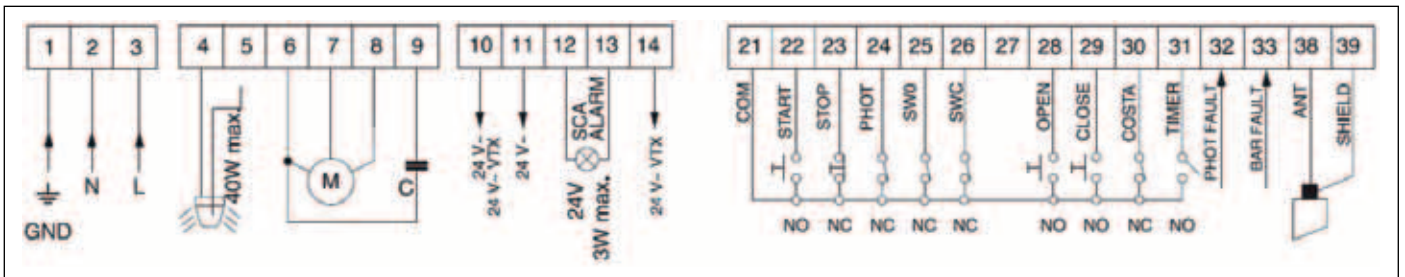 1 2 3 4 5 6 7 8 9 10 11 12 13 14 21 22 23 24 25 26 27 28 29 30 31 32 33 38 39
GND
N
L
40W max.
M
C
24 V~
24 V~ VTX
24 V~
SCA
ALARM
24V
3W max.
24 V~ VTX
COM
START
STOP
PHOT
SW0
SWC
OPEN
CLOSE
COSTA
TIMER
PHOT FAULT
BAR FAULT
ANT
SHIELD
NO NC NC NC NC NO NO NC NO